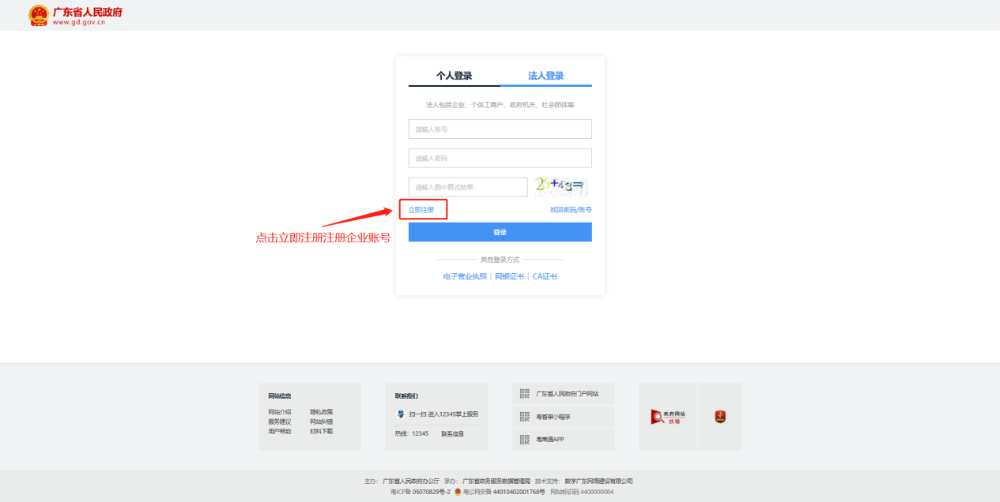 广东省人民政府
www.gd.gov.cn
个人登录 法人登录
法人包括企业、个体工商户、政府机关、社会团体等
请输入账号
请输入密码
请输入图中算式结果
立即注册 找回密码/账号
点击立即注册注册企业账号
登录
其他登录方式
电子营业执照 | 网银证书 | CA证书
网站信息
网站介绍 隐私政策
服务建议 网站纠错
用户帮助 材料下载
联系我们
扫一扫 进入12345掌上服务
热线: 12345 联系信息
广东省人民政府门户网站
粤省事小程序
粤商通APP
政府网站
找错
主办: 广东省人民政府办公厅 承办: 广东省政务服务数据管理局 技术支持: 数字广东网络建设有限公司
粤ICP备 05070829号-2 粤公网安备 44010402001768号 网站标识码 4400000084